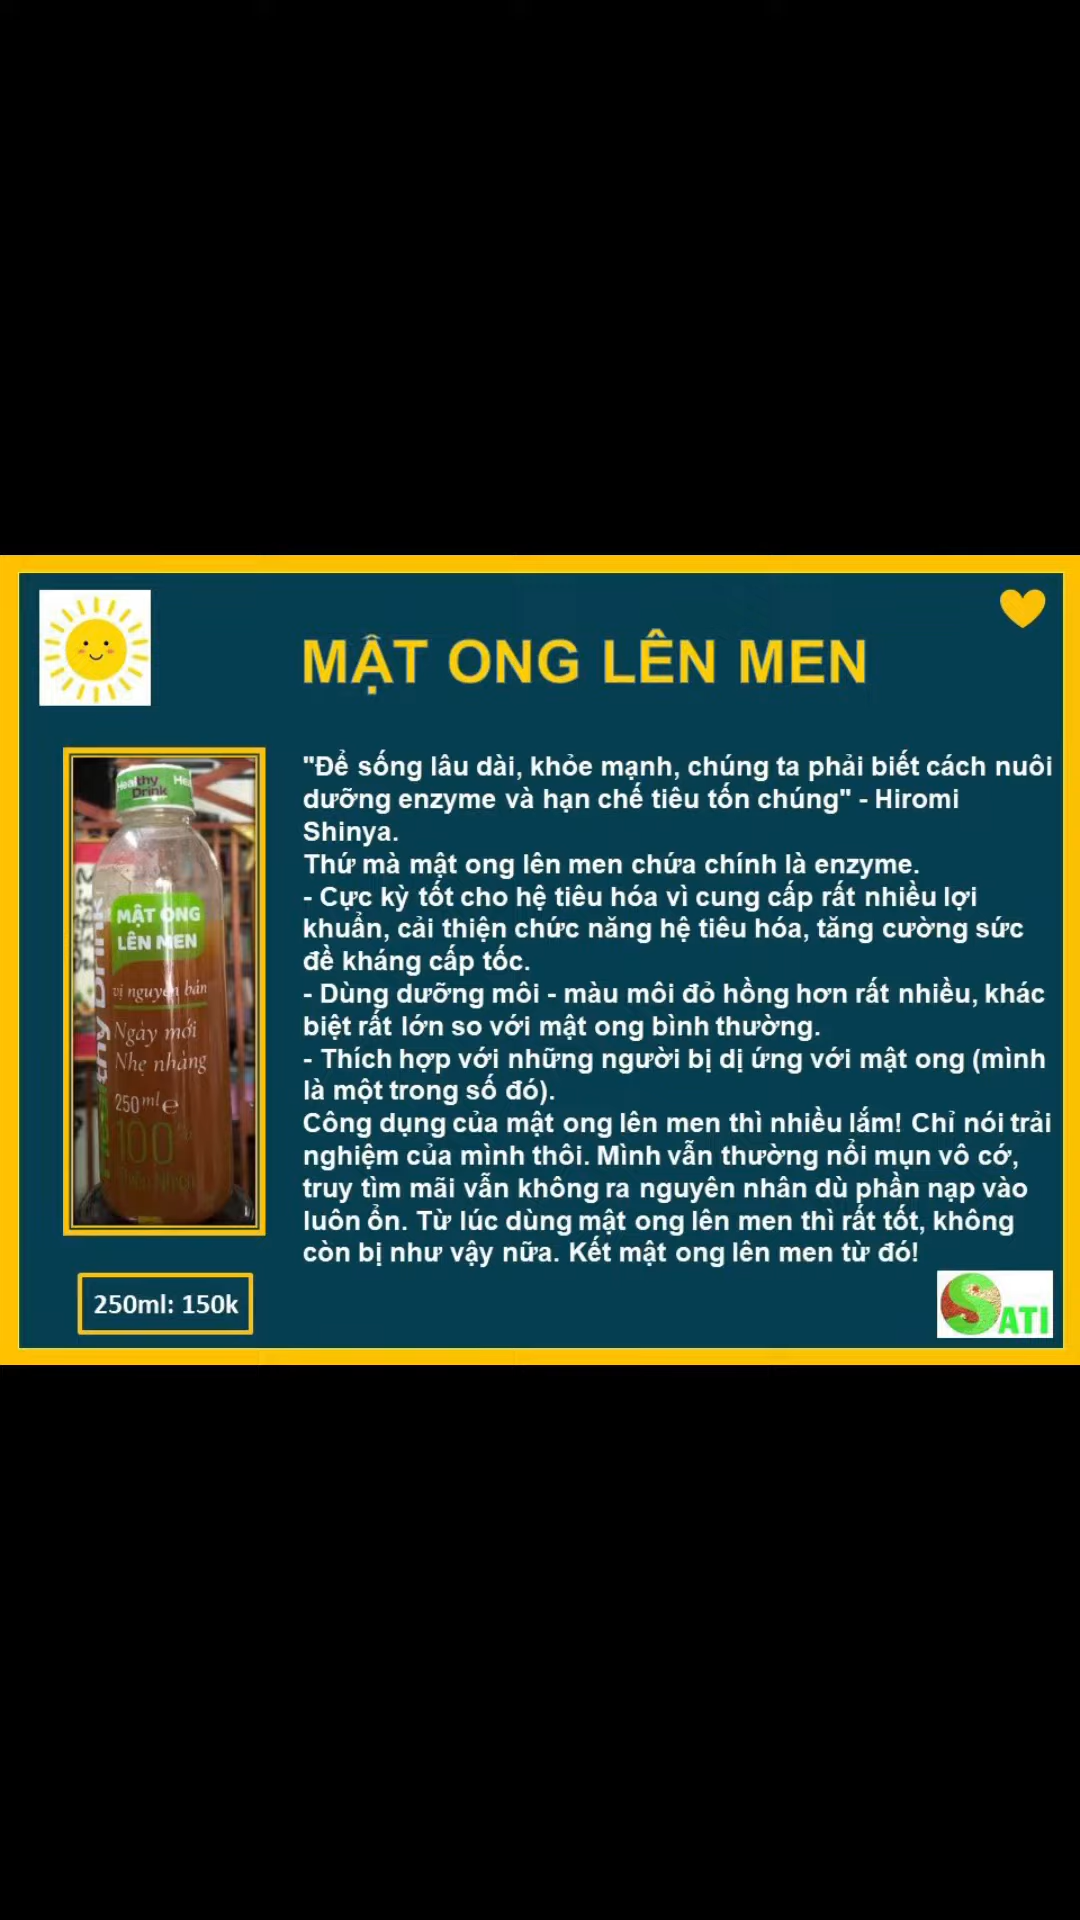 MẬT ONG LÊN MEN
"Để sống lâu dài, khỏe mạnh, chúng ta phải biết cách nuôi
dưỡng enzyme và hạn chế tiêu tốn chúng" - Hiromi
Shinya.
Thứ mà mật ong lên men chứa chính là enzyme.
- Cực kỳ tốt cho hệ tiêu hóa vì cung cấp rất nhiều lợi
khuẩn, cải thiện chức năng hệ tiêu hóa, tăng cường sức
đề kháng cấp tốc.
- Dùng dưỡng môi - màu môi đỏ hồng hơn rất nhiều, khác
biệt rất lớn so với mật ong bình thường.
- Thích hợp với những người bị dị ứng với mật ong (mình
là một trong số đó).
Công dụng của mật ong lên men thì nhiều lắm! Chỉ nói trải
nghiệm của mình thôi. Mình vẫn thường nổi mụn vô cớ,
truy tìm mãi vẫn không ra nguyên nhân dù phần nạp vào
luôn ổn. Từ lúc dùng mật ong lên men thì rất tốt, không
còn bị như vậy nữa. Kết mật ong lên men từ đó!
Healthy
Drink
Healthy Drink
MẬT ONG
LÊN MEN
vị nguyên bản
Ngày mới
Nhẹ nhàng
250ml e
100%
250ml: 150k
SATI